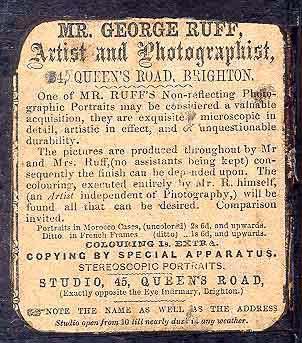 MR. GEORGE RUFF,
Artist and Photographist,
45, QUEEN'S ROAD, BRIGHTON.
One of MR. RUFF'S Non-reflecting Photo-
graphic Portraits may be considered a valuable
acquisition, they are exquisitely microscopic in
detail, artistic in effect, and of unquestionable
durability.
The pictures are produced throughout by Mr
and Mrs. Ruff, (no assistants being kept) con-
sequently the finish can be depended upon. The
colouring, executed entirely by Mr. R. himself,
(an Artist independent of Photography,) will be
found all that can be desired. Comparison
invited.
Portraits in Morocco Cases, (uncolored) 2s 6d, and upwards.
Ditto in French Frames (ditto) .. 1s 6d, and upwards.
COLOURING 1s. EXTRA.
COPYING BY SPECIAL APPARATUS.
STEREOSCOPIC PORTRAITS.
STUDIO, 45, QUEEN'S ROAD,
(Exactly opposite the Eye Infirmary, Brighton.)
NOTE THE NAME AS WELL AS THE ADDRESS
Studio open from 10 till nearly dusk in any weather.